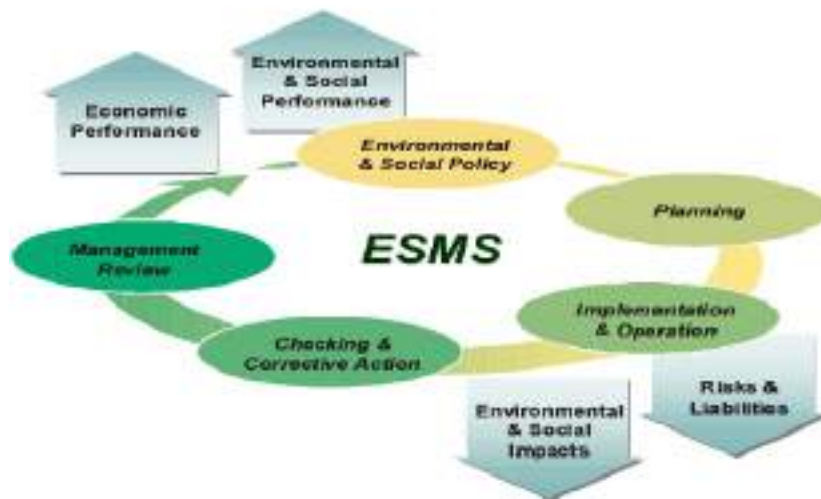 Environmental
& Social
Performance
Economic
Performance
Environmental
& Social Policy
Planning
ESMS
Management
Review
Implementation
& Operation
Checking &
Corrective Action
Risks &
Liabilities
Environmental
& Social
Impacts